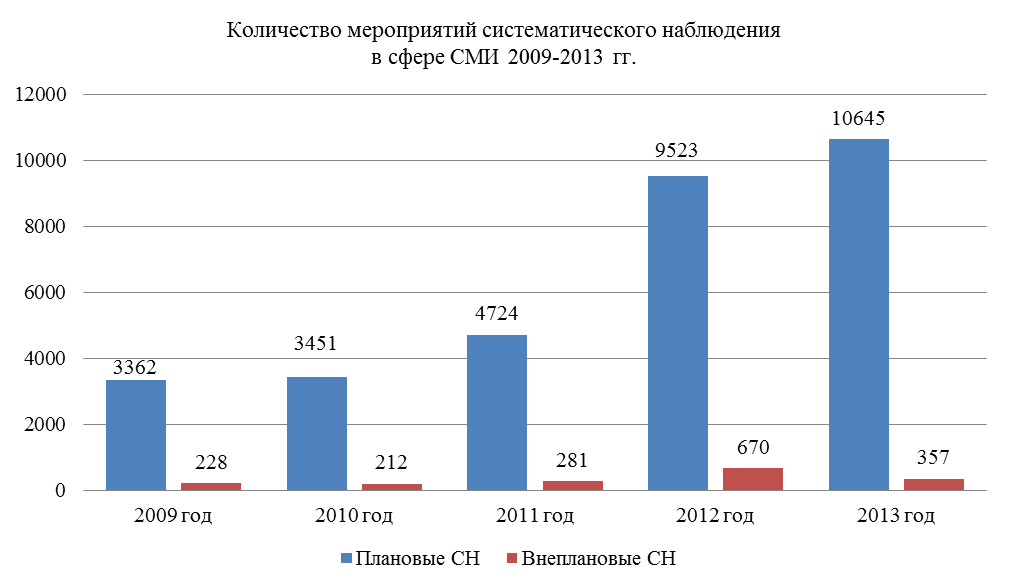 Количество мероприятий систематического наблюдения
в сфере СМИ 2009-2013 гг.
12000
10000
8000
6000
4000
2000
0
3362
228
3451
212
4724
281
9523
670
10645
357
2009 год
2010 год
2011 год
2012 год
2013 год
Плановые СН
Внеплановые СН